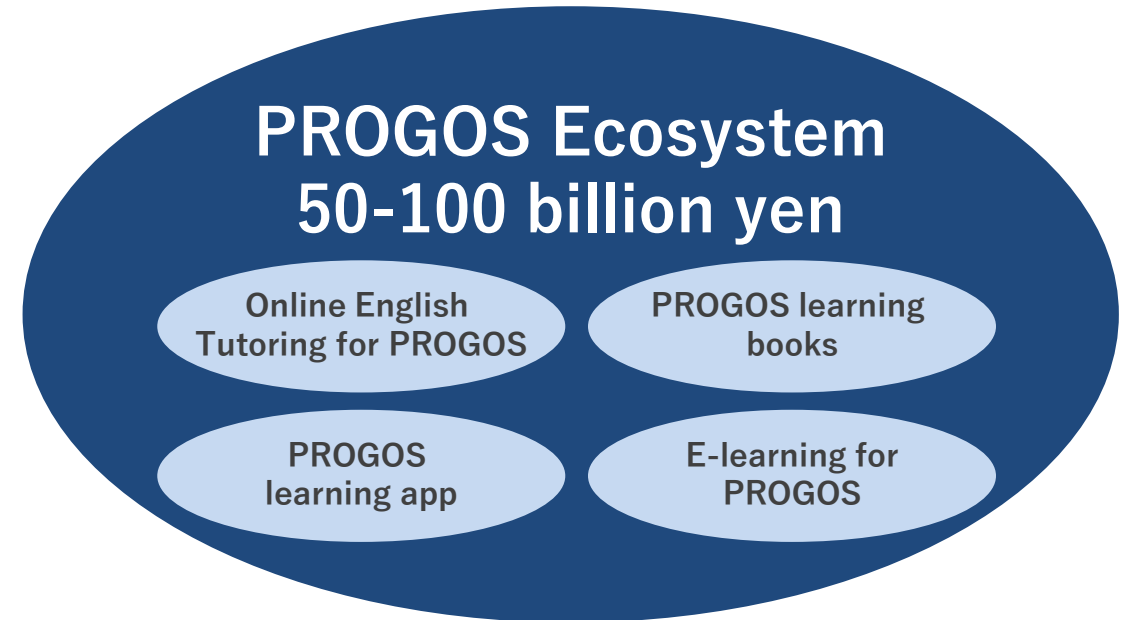 PROGOS Ecosystem
50-100 billion yen
Online English
Tutoring for PROGOS
PROGOS learning
books
PROGOS
learning app
E-learning for
PROGOS